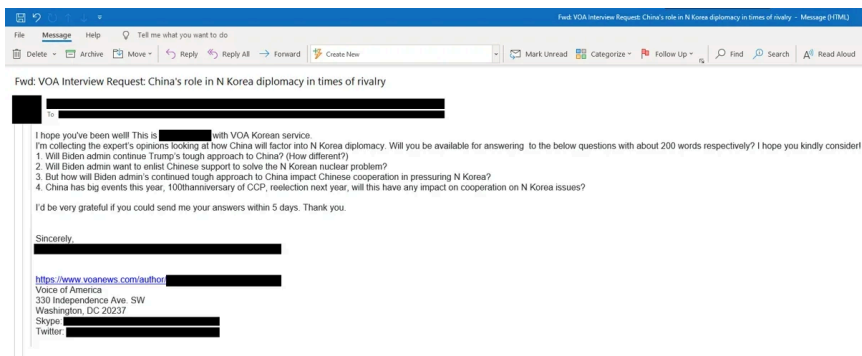 Fwd: VOA Interview Request: China's role in N Korea diplomacy in times of rivalry - Message (HTML)
File Message Help Tell me what you want to do
Delete Archive Move Reply Reply All Forward Create New Mark Unread Categorize Follow Up Find Search Read Aloud
Fwd: VOA Interview Request: China's role in N Korea diplomacy in times of rivalry
To
I hope you've been well! This is with VOA Korean service.
I'm collecting the expert's opinions looking at how China will factor into N Korea diplomacy. Will you be available for answering to the below questions with about 200 words respectively? I hope you kindly consider!
1. Will Biden admin continue Trump's tough approach to China? (How different?)
2. Will Biden admin want to enlist Chinese support to solve the N Korean nuclear problem?
3. But how will Biden admin's continued tough approach to China impact Chinese cooperation in pressuring N Korea?
4. China has big events this year, 100thanniversary of CCP, reelection next year, will this have any impact on cooperation on N Korea issues?
I'd be very grateful if you could send me your answers within 5 days. Thank you.
Sincerely,
https://www.voanews.com/author/
Voice of America
330 Independence Ave. SW
Washington, DC 20237
Skype:
Twitter: